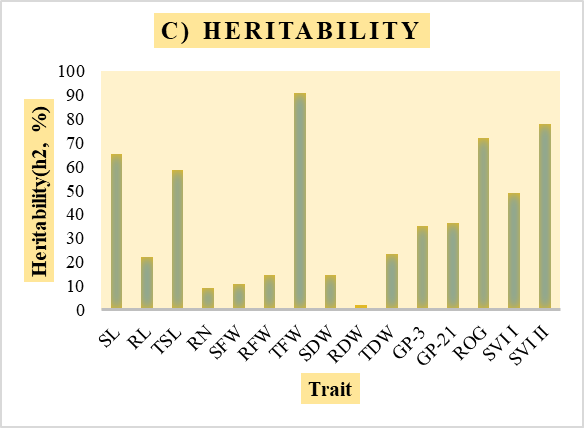 C) HERITABILITY
Heritability(h2, %)
100
90
80
70
60
50
40
30
20
10
0
SL
RL
TSL
RN
SFW
RFW
TFW
SDW
RDW
TDW
GP-3
GP-21
ROG
SVI I
SVI II
Trait